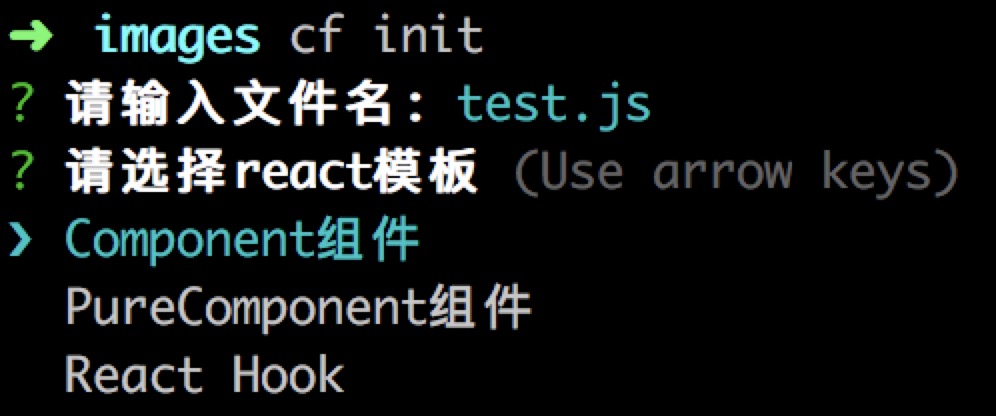 ➜ images cf init
? 请输入文件名: test.js
? 请选择react模板 (Use arrow keys)
❯ Component组件
PureComponent组件
React Hook